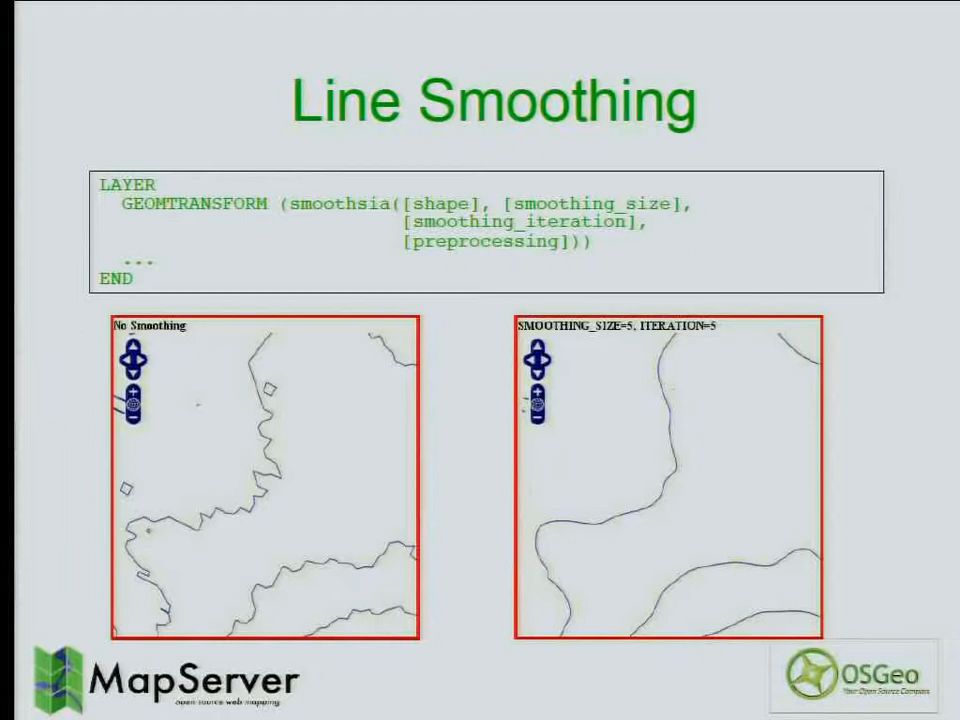 Line Smoothing
LAYER
GEOMTRANSFORM (smoothsia([shape], [smoothing_size],
[smoothing_iteration],
[preprocessing]))
...
END
No Smoothing
SMOOTHING_SIZE=5, ITERATION=5
MapServer
open source web mapping
OSGeo
Your Open Source Compass